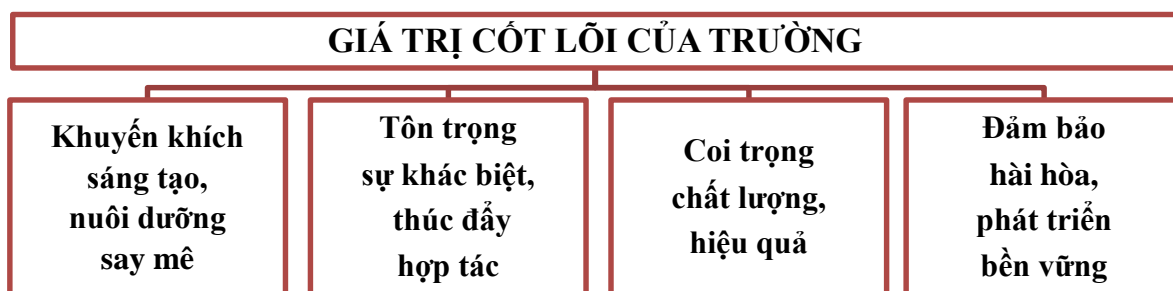 GIÁ TRỊ CỐT LÕI CỦA TRƯỜNG
Khuyến khích
sáng tạo,
nuôi dưỡng
say mê
Tôn trọng
sự khác biệt,
thúc đẩy
hợp tác
Coi trọng
chất lượng,
hiệu quả
Đảm bảo
hài hòa,
phát triển
bền vững